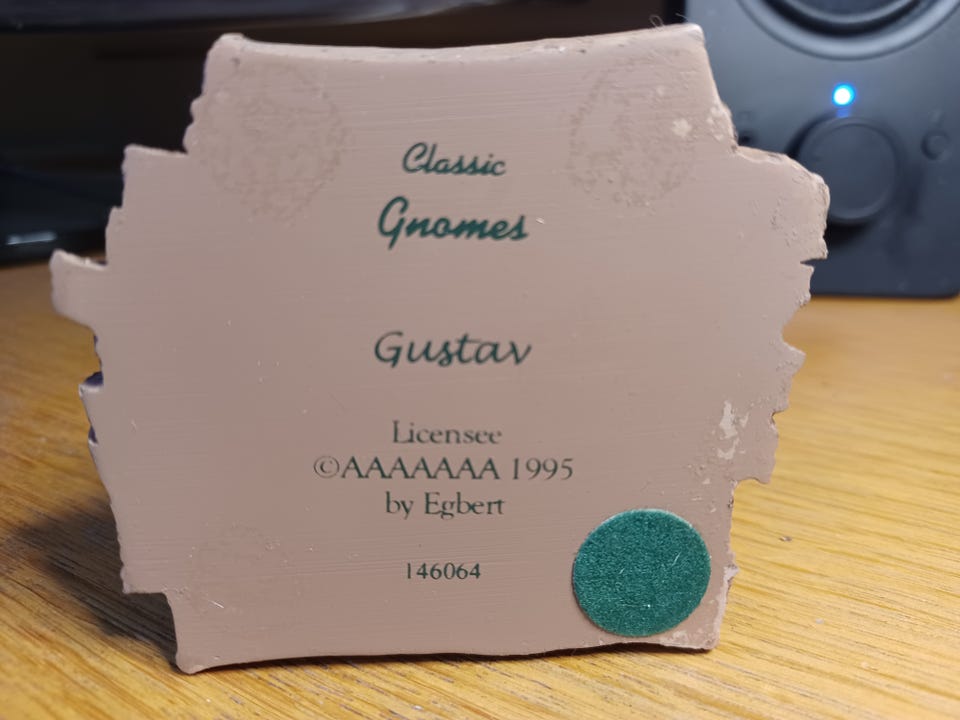 Classic
Gnomes
Gustav
Licensee
©AAAAAAA 1995
by Egbert
146064